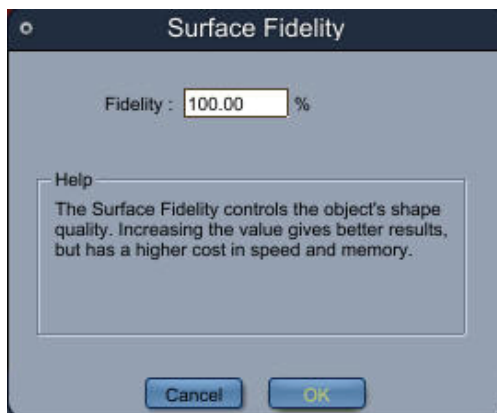 Surface Fidelity
Fidelity : 100.00 %
Help
The Surface Fidelity controls the object's shape
quality. Increasing the value gives better results,
but has a higher cost in speed and memory.
Cancel OK